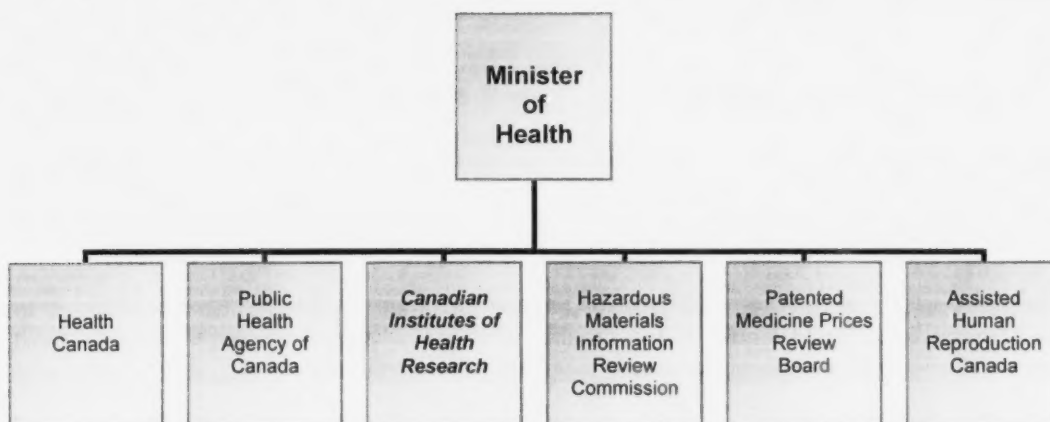 Minister
of
Health
Health
Canada
Public
Health
Agency of
Canada
Canadian
Institutes of
Health
Research
Hazardous
Materials
Information
Review
Commission
Patented
Medicine Prices
Review
Board
Assisted
Human
Reproduction
Canada